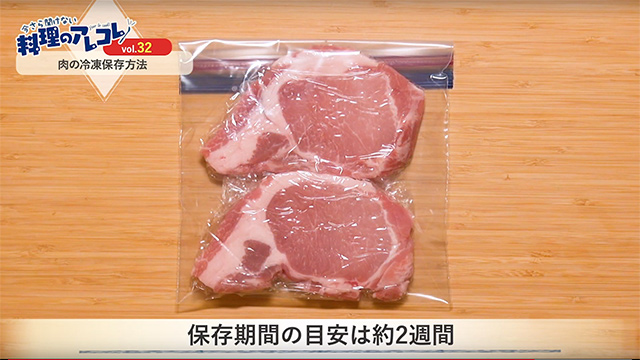 今さら聞けない
料理のアレコレ
vol.32
肉の冷凍保存方法
保存期間の目安は約2週間